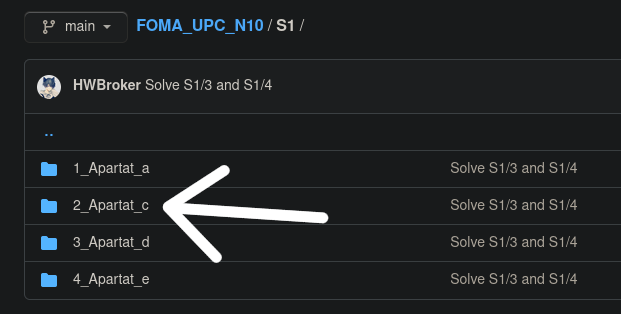 main FOMA_UPC_N10 / S1 /
HWBroker Solve S1/3 and S1/4
..
1_Apartat_a Solve S1/3 and S1/4
2_Apartat_c Solve S1/3 and S1/4
3_Apartat_d Solve S1/3 and S1/4
4_Apartat_e Solve S1/3 and S1/4